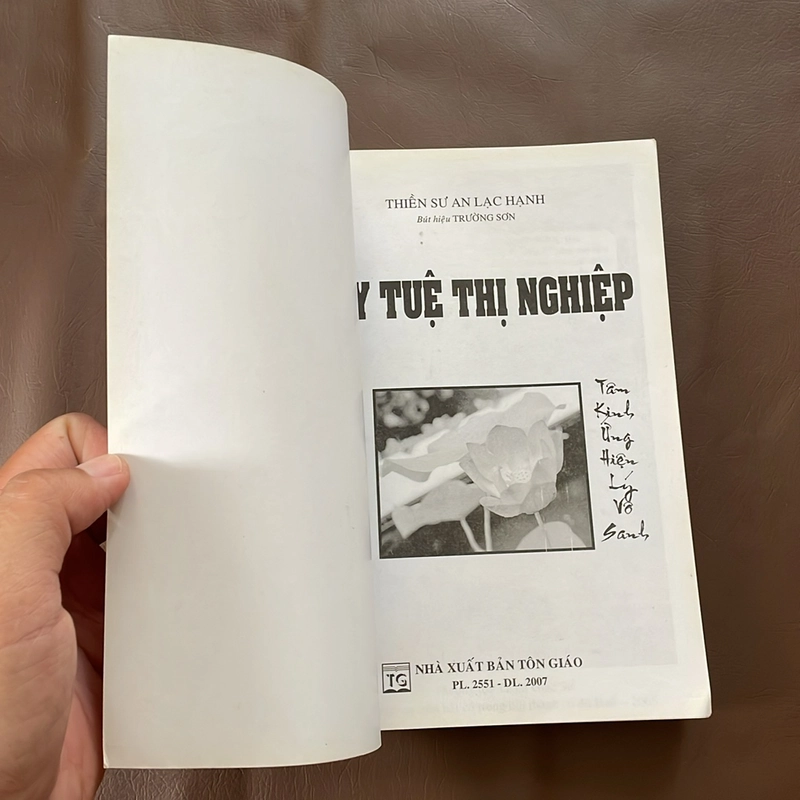 THIỀN SƯ AN LẠC HẠNH
Bút hiệu TRƯỜNG SƠN
Y TUỆ THỊ NGHIỆP
Tâm
Kinh
Ứng
Hiện
Lý
Vô
Sanh
TG
NHÀ XUẤT BẢN TÔN GIÁO
PL. 2551 - DL. 2007